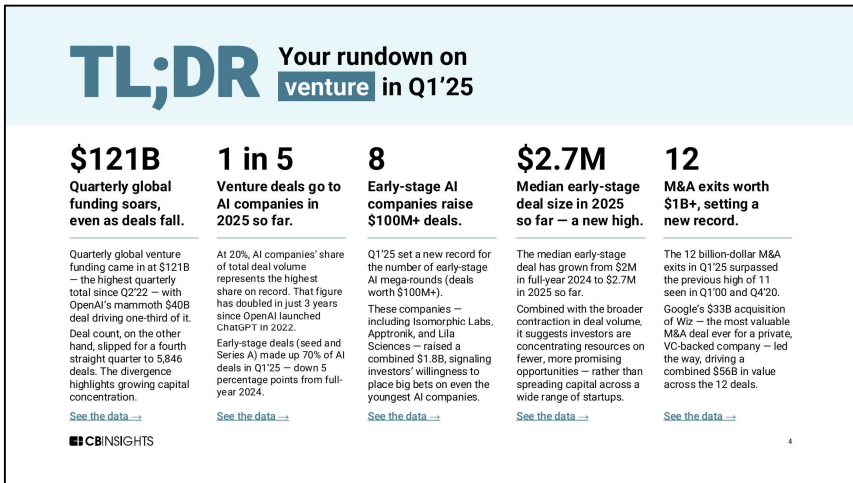 TL;DR
Your rundown on
venture in Q1'25
$121B
Quarterly global
funding soars,
even as deals fall.
Quarterly global venture
funding came in at $121B
— the highest quarterly
total since Q2'22 — with
OpenAI's mammoth $40B
deal driving one-third of it.
Deal count, on the other
hand, slipped for a fourth
straight quarter to 5,846
deals. The divergence
highlights growing capital
concentration.
See the data →
1 in 5
Venture deals go to
AI companies in
2025 so far.
At 20%, AI companies' share
of total deal volume
represents the highest
share on record. That figure
has doubled in just 3 years
since OpenAI launched
ChatGPT in 2022.
Early-stage deals (seed and
Series A) made up 70% of AI
deals in Q1'25 — down 5
percentage points from full-
year 2024.
See the data →
8
Early-stage AI
companies raise
$100M+ deals.
Q1'25 set a new record for
the number of early-stage
AI mega-rounds (deals
worth $100M+).
These companies —
including Isomorphic Labs,
Apptronik, and Lila
Sciences — raised a
combined $1.8B, signaling
investors' willingness to
place big bets on even the
youngest AI companies.
See the data →
$2.7M
Median early-stage
deal size in 2025
so far — a new high.
The median early-stage
deal has grown from $2M
in full-year 2024 to $2.7M
in 2025 so far.
Combined with the broader
contraction in deal volume,
it suggests investors are
concentrating resources on
fewer, more promising
opportunities — rather than
spreading capital across a
wide range of startups.
See the data →
12
M&A exits worth
$1B+, setting a
new record.
The 12 billion-dollar M&A
exits in Q1'25 surpassed
the previous high of 11
seen in Q1'00 and Q4'20.
Google's $33B acquisition
of Wiz — the most valuable
M&A deal ever for a private,
VC-backed company — led
the way, driving a
combined $56B in value
across the 12 deals.
See the data →
CBINSIGHTS
4